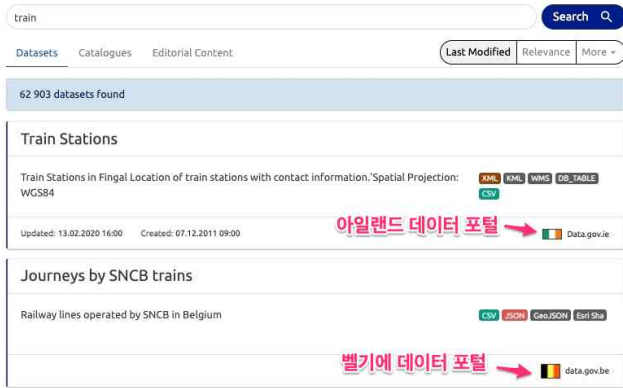 train
Search
Datasets Catalogues Editorial Content Last Modified Relevance More
62 903 datasets found
Train Stations
Train Stations in Fingal Location of train stations with contact information.'Spatial Projection: XML KML WMS DB_TABLE
WGS84 CSV
Updated: 13.02.2020 16:00 Created: 07.12.2011 09:00 아일랜드 데이터 포털 Data.gov.ie
Journeys by SNCB trains
Railway lines operated by SNCB in Belgium CSV JSON GeoJSON Esri Sha
벨기에 데이터 포털 data.gov.be